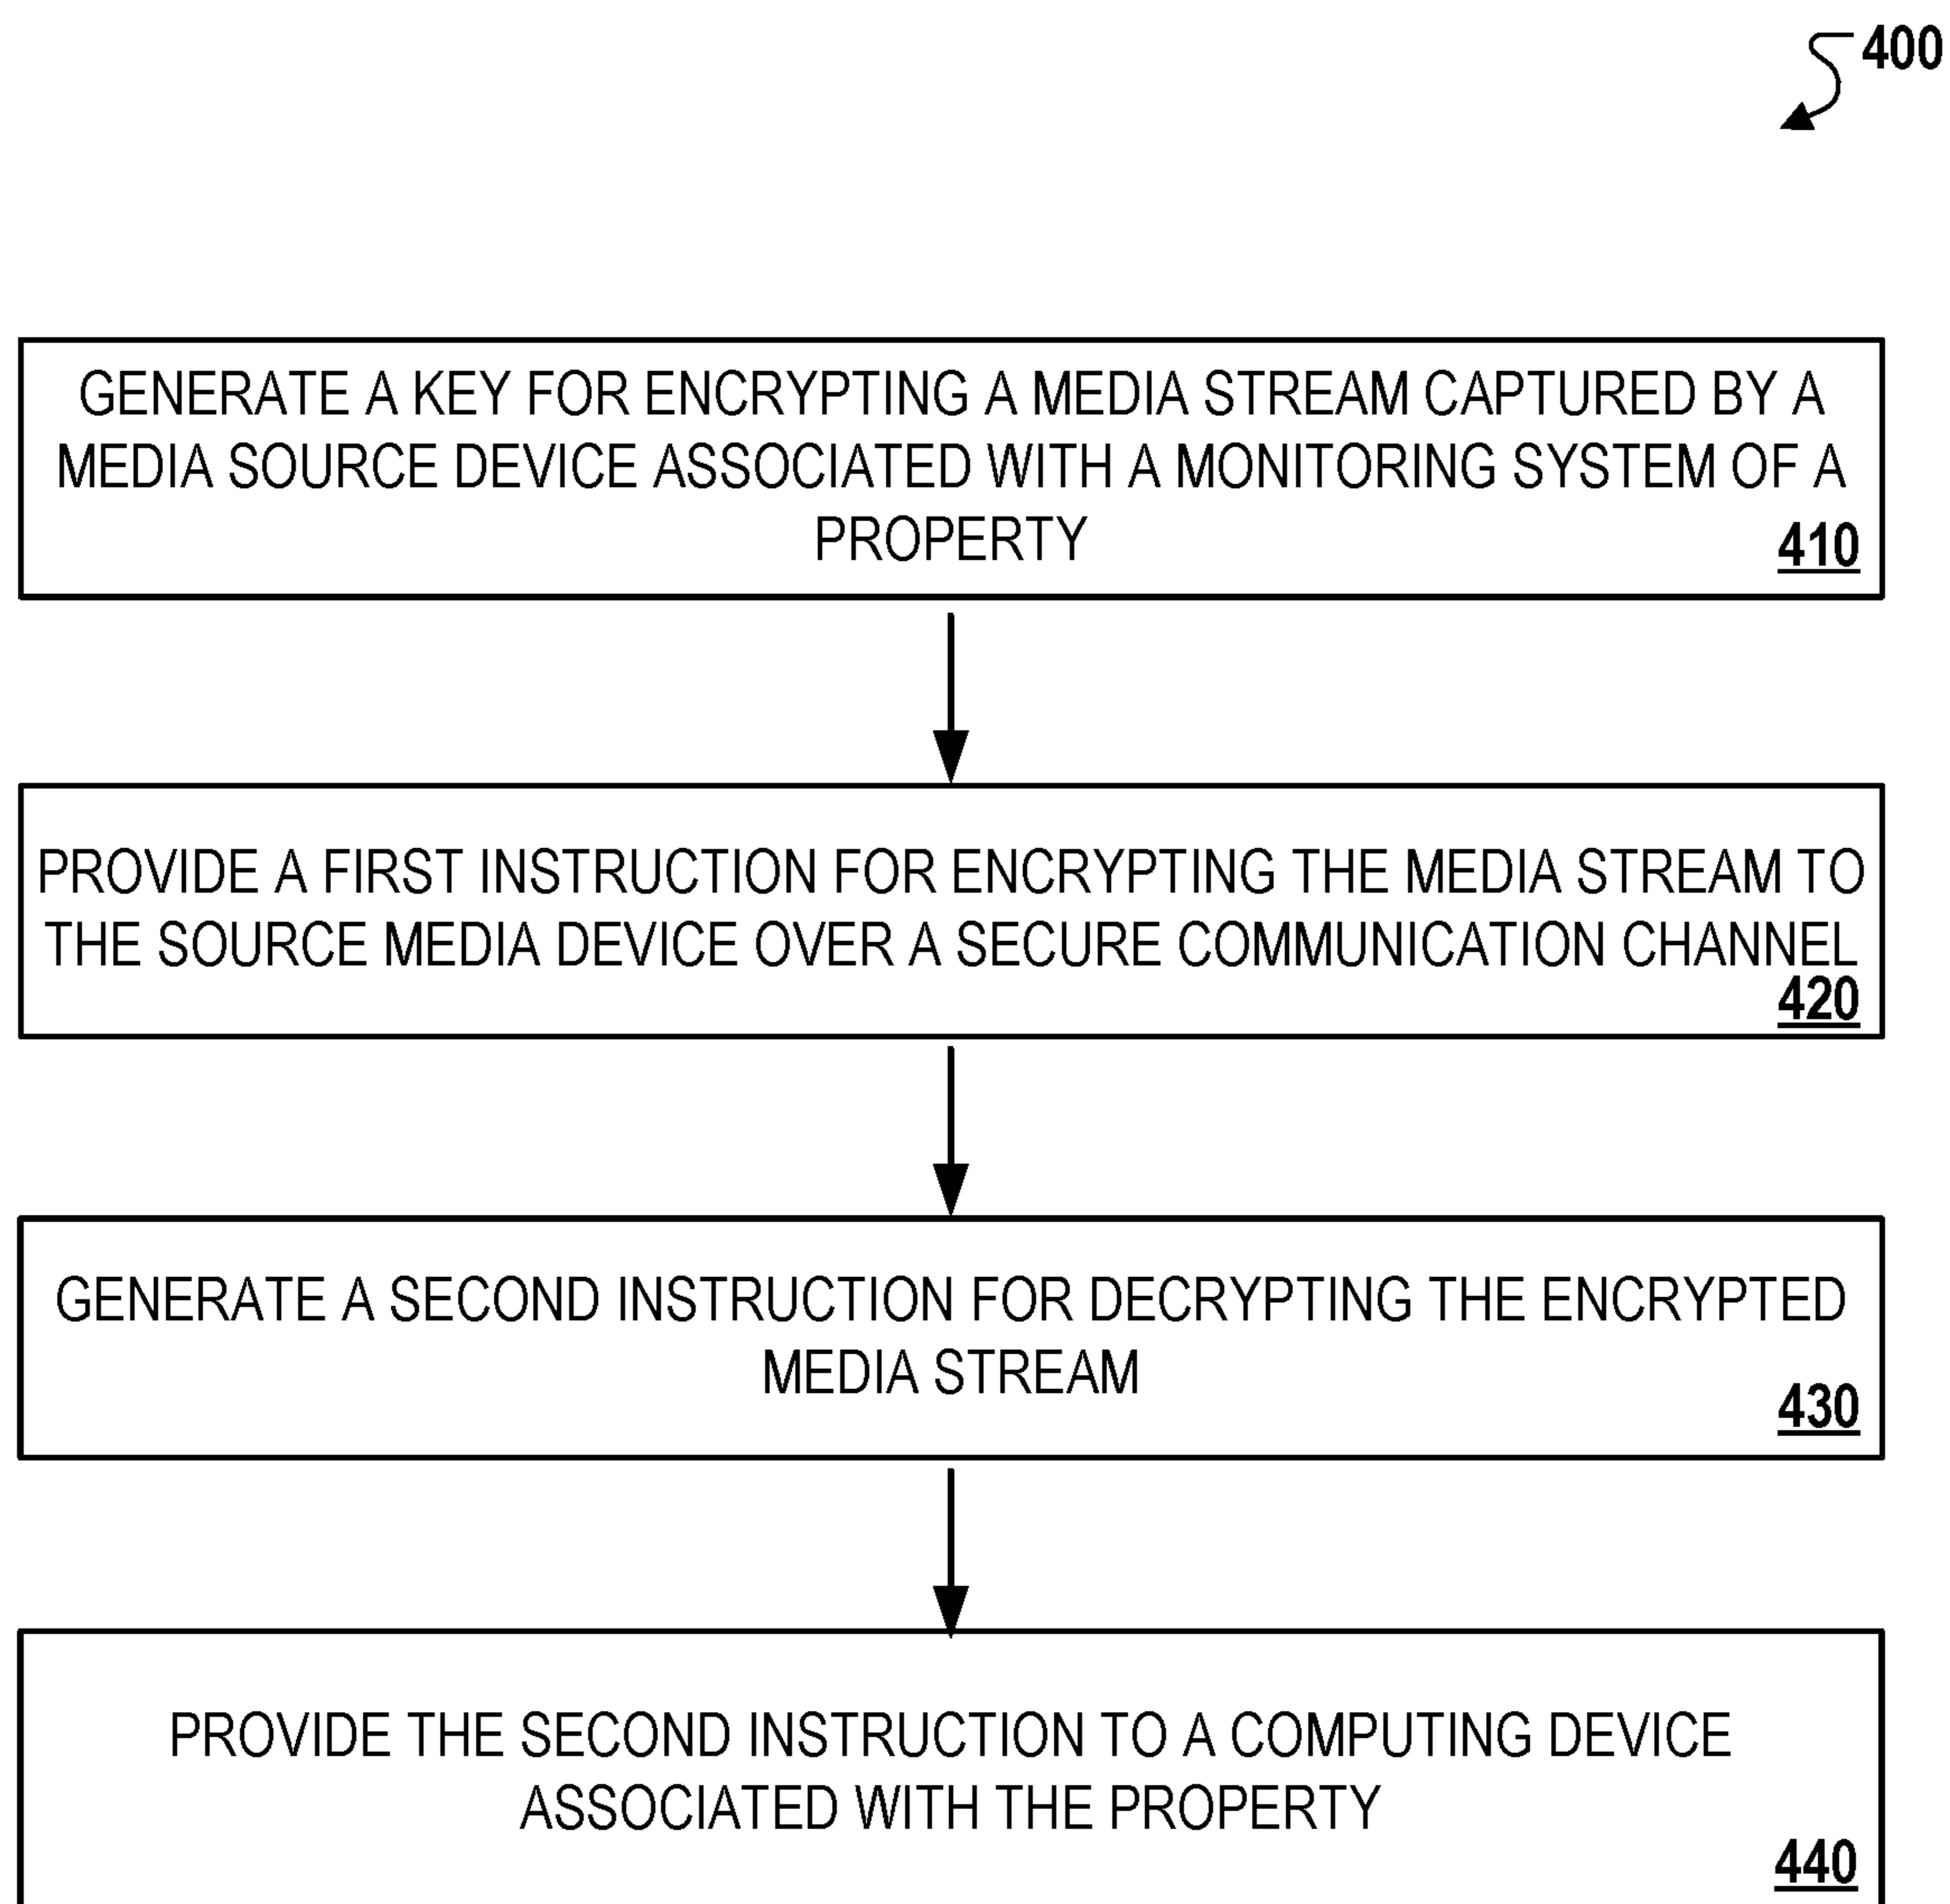 400
GENERATE A KEY FOR ENCRYPTING A MEDIA STREAM CAPTURED BY A
MEDIA SOURCE DEVICE ASSOCIATED WITH A MONITORING SYSTEM OF A
PROPERTY
410
PROVIDE A FIRST INSTRUCTION FOR ENCRYPTING THE MEDIA STREAM TO
THE SOURCE MEDIA DEVICE OVER A SECURE COMMUNICATION CHANNEL
420
GENERATE A SECOND INSTRUCTION FOR DECRYPTING THE ENCRYPTED
MEDIA STREAM
430
PROVIDE THE SECOND INSTRUCTION TO A COMPUTING DEVICE
ASSOCIATED WITH THE PROPERTY
440